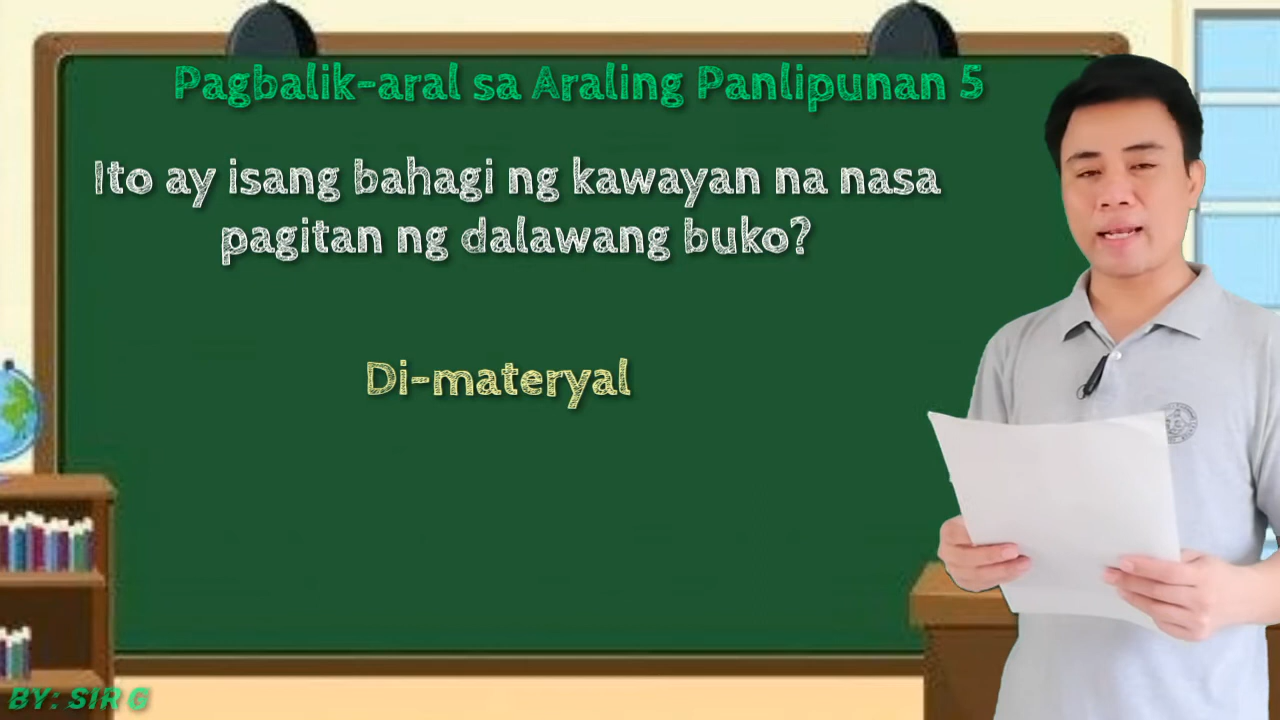 Pagbalik-aral sa Araling Panlipunan 5
Ito ay isang bahagi ng kawayan na nasa
pagitan ng dalawang buko?
Di-materyal
BY: SIR G